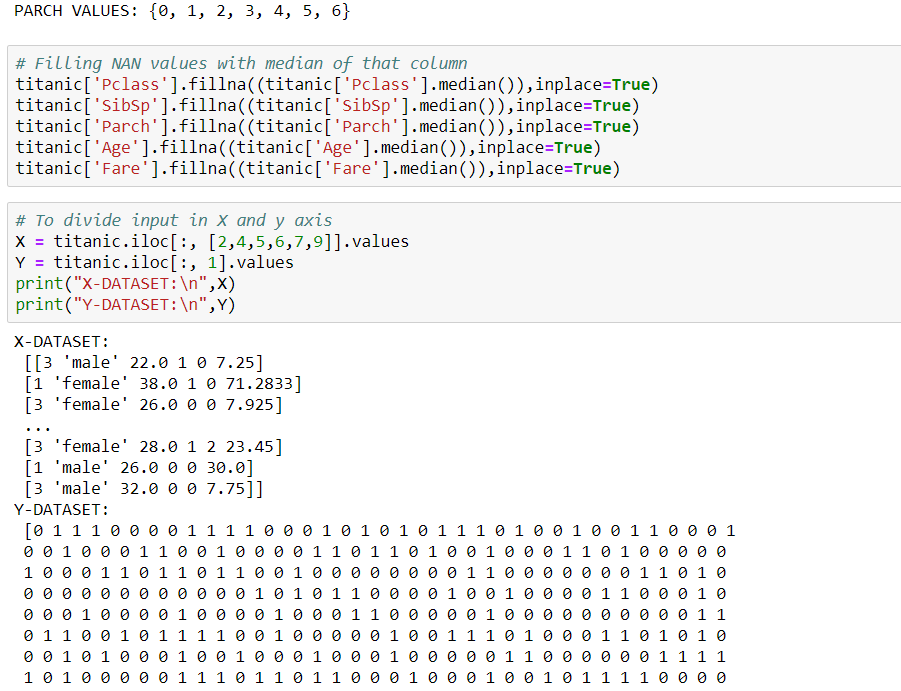 PARCH VALUES: {0, 1, 2, 3, 4, 5, 6}
# Filling NAN values with median of that column
titanic['Pclass'].fillna((titanic['Pclass'].median()),inplace=True)
titanic['SibSp'].fillna((titanic['SibSp'].median()),inplace=True)
titanic['Parch'].fillna((titanic['Parch'].median()),inplace=True)
titanic['Age'].fillna((titanic['Age'].median()),inplace=True)
titanic['Fare'].fillna((titanic['Fare'].median()),inplace=True)
# To divide input in X and y axis
X = titanic.iloc[:, [2,4,5,6,7,9]].values
Y = titanic.iloc[:, 1].values
print("X-DATASET:\n",X)
print("Y-DATASET:\n",Y)
X-DATASET:
[[3 'male' 22.0 1 0 7.25]
[1 'female' 38.0 1 0 71.2833]
[3 'female' 26.0 0 0 7.925]
...
[3 'female' 28.0 1 2 23.45]
[1 'male' 26.0 0 0 30.0]
[3 'male' 32.0 0 0 7.75]]
Y-DATASET:
[0 1 1 1 0 0 0 0 1 1 1 1 0 0 0 1 0 1 0 1 0 1 1 1 0 1 0 0 1 0 0 1 1 0 0 0 1
0 0 1 0 0 0 1 1 0 0 1 0 0 0 0 1 1 0 1 1 0 1 0 0 1 0 0 0 1 1 0 1 0 0 0 0 0
1 0 0 0 1 1 0 1 1 0 1 1 0 0 1 0 0 0 0 0 0 0 0 1 1 0 0 0 0 0 0 0 1 1 0 1 0
0 0 0 0 0 0 0 0 0 0 0 0 1 0 1 0 1 1 0 0 0 0 1 0 0 1 0 0 0 0 1 1 0 0 0 1 0
0 0 0 1 0 0 0 0 1 0 0 0 0 1 0 0 0 1 1 0 0 0 0 0 1 0 0 0 0 0 0 0 0 0 0 1 1
0 1 1 0 0 1 0 1 1 1 1 0 0 1 0 0 0 0 0 1 0 0 1 1 1 0 1 0 0 0 1 1 0 1 0 1 0
0 0 1 0 1 0 0 0 1 0 0 1 0 0 0 1 0 0 0 1 0 0 0 0 0 1 1 0 0 0 0 0 0 1 1 1 1
1 0 1 0 0 0 0 0 1 1 1 0 1 1 0 1 1 0 0 0 1 0 0 0 1 0 0 1 0 1 1 1 1 0 0 0 0